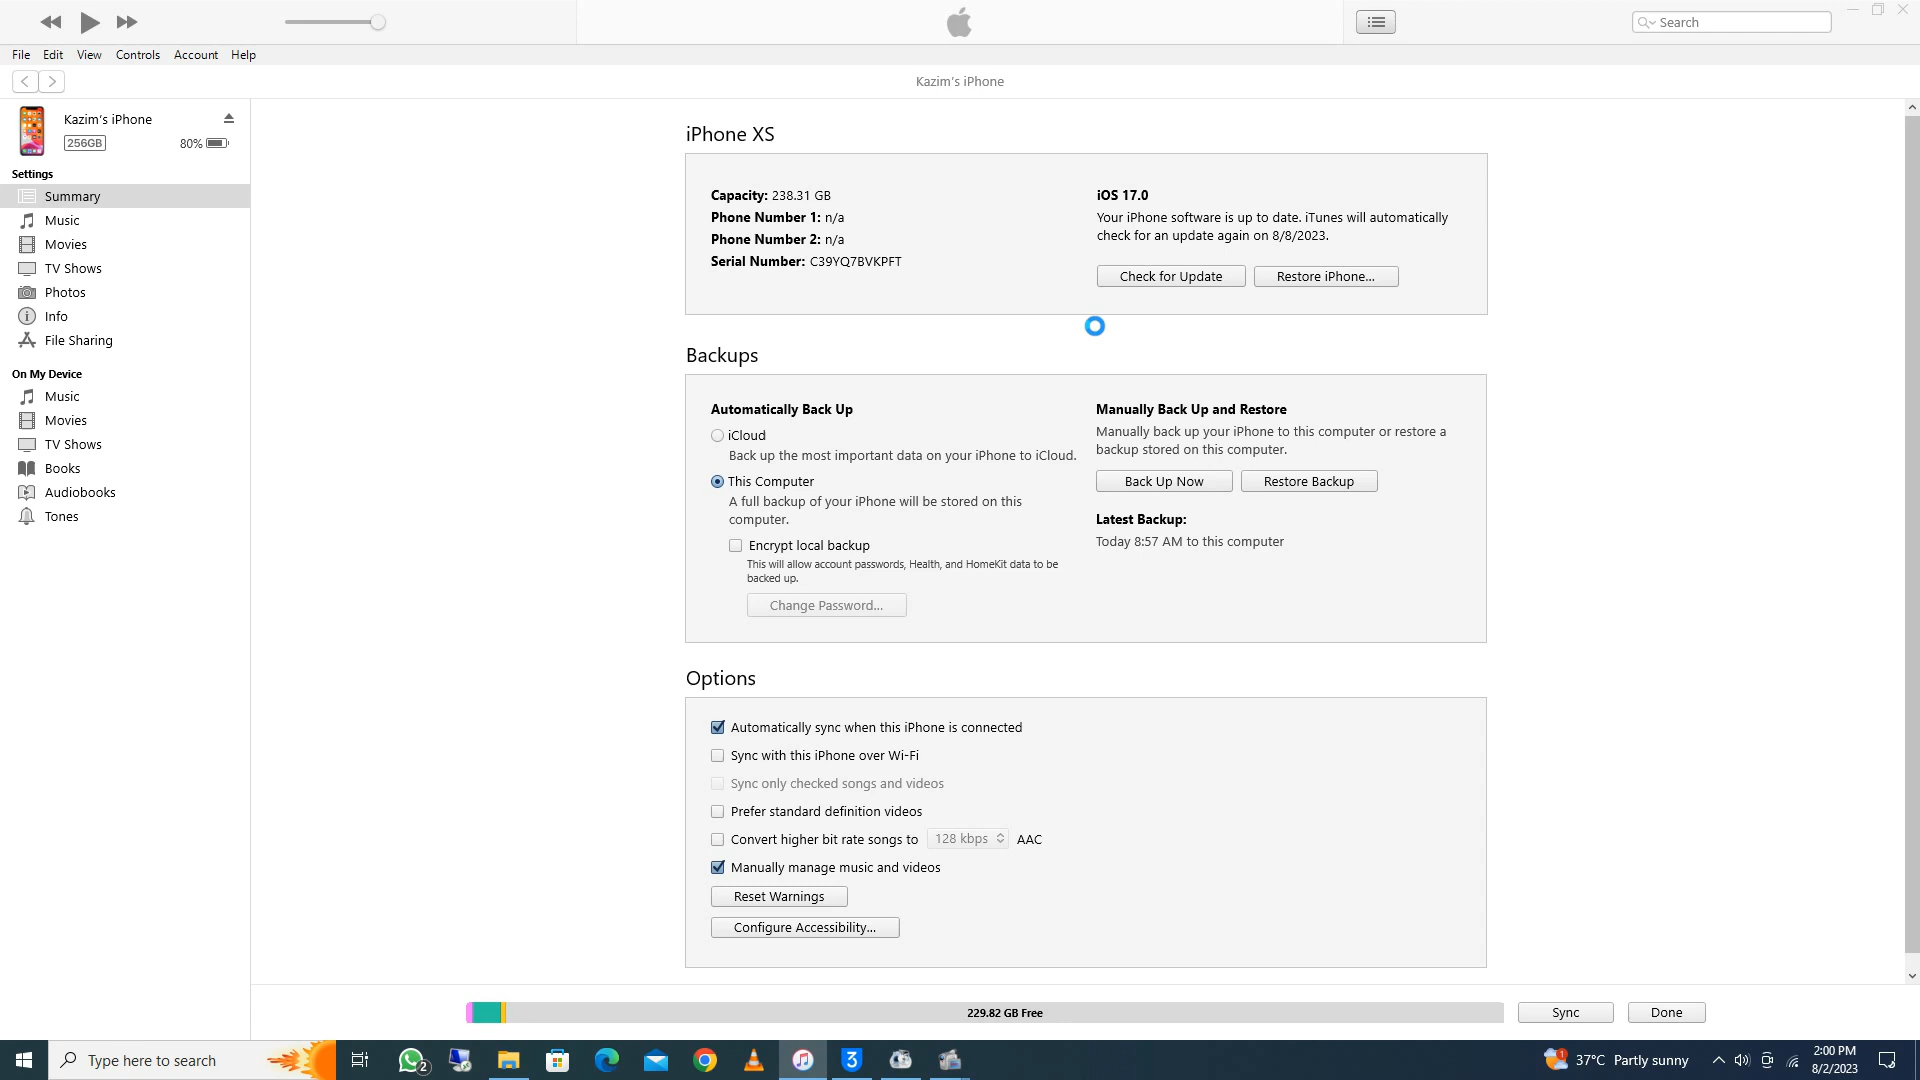 Search
File Edit View Controls Account Help
Kazim's iPhone
Kazim's iPhone
256GB 80%
Settings
Summary
Music
Movies
TV Shows
Photos
Info
File Sharing
On My Device
Music
Movies
TV Shows
Books
Audiobooks
Tones
iPhone XS
Capacity: 238.31 GB
Phone Number 1: n/a
Phone Number 2: n/a
Serial Number: C39YQ7BVKPFT
iOS 17.0
Your iPhone software is up to date. iTunes will automatically
check for an update again on 8/8/2023.
Check for Update Restore iPhone...
Backups
Automatically Back Up
iCloud
Back up the most important data on your iPhone to iCloud.
This Computer
A full backup of your iPhone will be stored on this
computer.
Encrypt local backup
This will allow account passwords, Health, and HomeKit data to be
backed up.
Change Password...
Manually Back Up and Restore
Manually back up your iPhone to this computer or restore a
backup stored on this computer.
Back Up Now Restore Backup
Latest Backup:
Today 8:57 AM to this computer
Options
Automatically sync when this iPhone is connected
Sync with this iPhone over Wi-Fi
Sync only checked songs and videos
Prefer standard definition videos
Convert higher bit rate songs to 128 kbps AAC
Manually manage music and videos
Reset Warnings
Configure Accessibility...
229.82 GB Free Sync Done
Type here to search 2 3 1 37°C Partly sunny 2:00 PM
8/2/2023